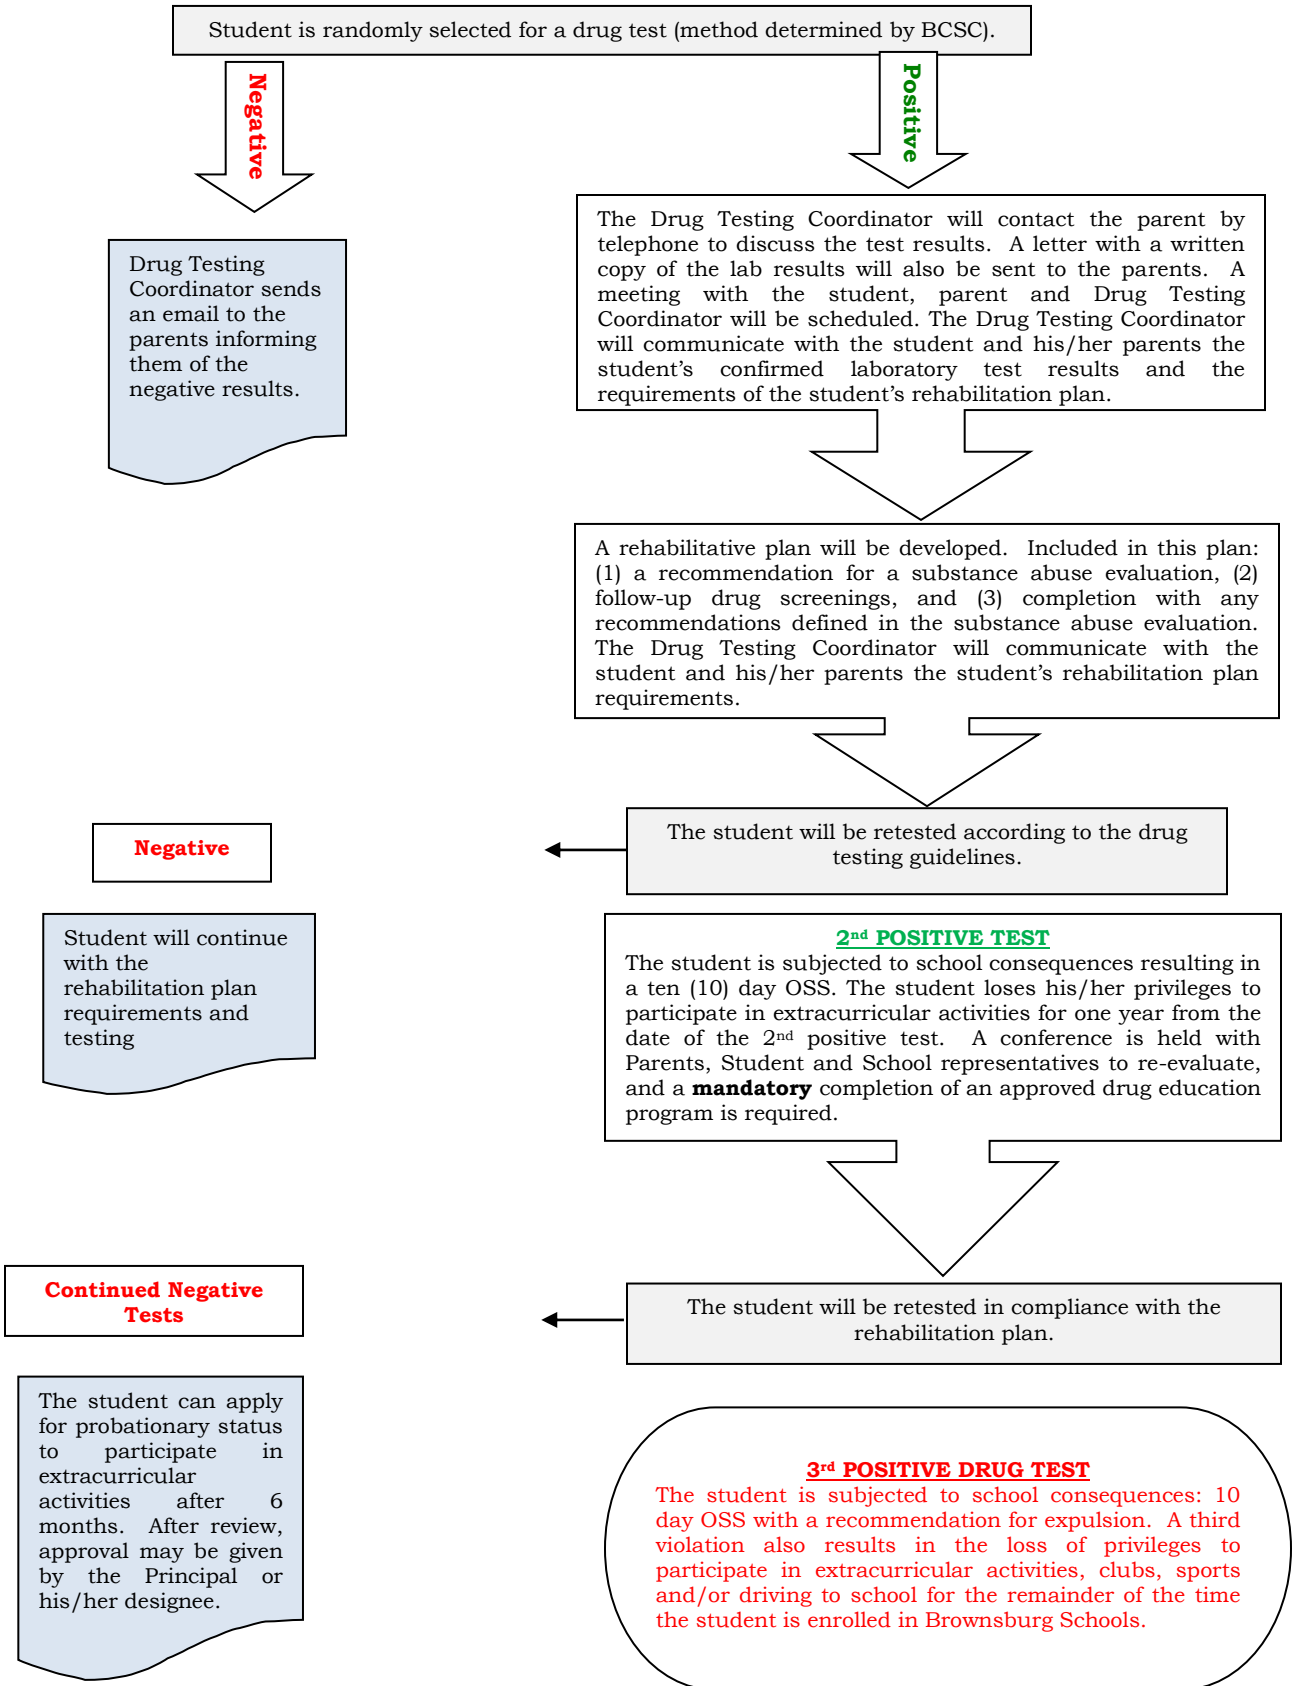 Student is randomly selected for a drug test (method determined by BCSC).
Negative
Positive
Drug Testing
Coordinator sends
an email to the
parents informing
them of the
negative results.
The Drug Testing Coordinator will contact the parent by
telephone to discuss the test results. A letter with a written
copy of the lab results will also be sent to the parents. A
meeting with the student, parent and Drug Testing
Coordinator will be scheduled. The Drug Testing Coordinator
will communicate with the student and his/her parents the
student’s confirmed laboratory test results and the
requirements of the student’s rehabilitation plan.
A rehabilitative plan will be developed. Included in this plan:
(1) a recommendation for a substance abuse evaluation, (2)
follow-up drug screenings, and (3) completion with any
recommendations defined in the substance abuse evaluation.
The Drug Testing Coordinator will communicate with the
student and his/her parents the student’s rehabilitation plan
requirements.
The student will be retested according to the drug
testing guidelines.
Negative
Student will continue
with the
rehabilitation plan
requirements and
testing
2nd POSITIVE TEST
The student is subjected to school consequences resulting in
a ten (10) day OSS. The student loses his/her privileges to
participate in extracurricular activities for one year from the
date of the 2nd positive test. A conference is held with
Parents, Student and School representatives to re-evaluate,
and a mandatory completion of an approved drug education
program is required.
The student will be retested in compliance with the
rehabilitation plan.
Continued Negative
Tests
The student can apply
for probationary status
to participate in
extracurricular
activities after 6
months. After review,
approval may be given
by the Principal or
his/her designee.
3rd POSITIVE DRUG TEST
The student is subjected to school consequences: 10
day OSS with a recommendation for expulsion. A third
violation also results in the loss of privileges to
participate in extracurricular activities, clubs, sports
and/or driving to school for the remainder of the time
the student is enrolled in Brownsburg Schools.